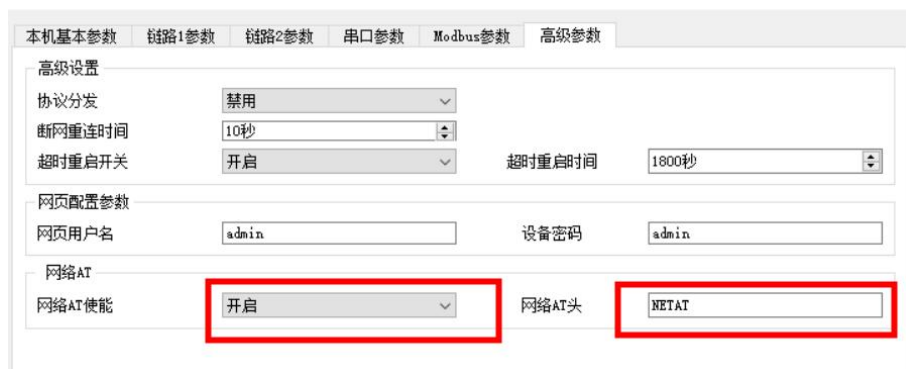 本机基本参数 链路1参数 链路2参数 串口参数 Modbus参数 高级参数
高级设置
协议分发 禁用
断网重连时间 10秒
超时重启开关 开启 超时重启时间 1800秒
网页配置参数
网页用户名 admin 设备密码 admin
网络AT
网络AT使能 开启 网络AT头 NETAT